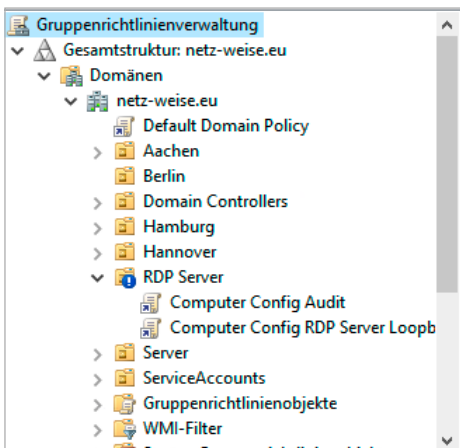 Gruppenrichtlinienverwaltung
Gesamtstruktur: netz-weise.eu
Domänen
netz-weise.eu
Default Domain Policy
Aachen
Berlin
Domain Controllers
Hamburg
Hannover
RDP Server
Computer Config Audit
Computer Config RDP Server Loopb
Server
ServiceAccounts
Gruppenrichtlinienobjekte
WMI-Filter